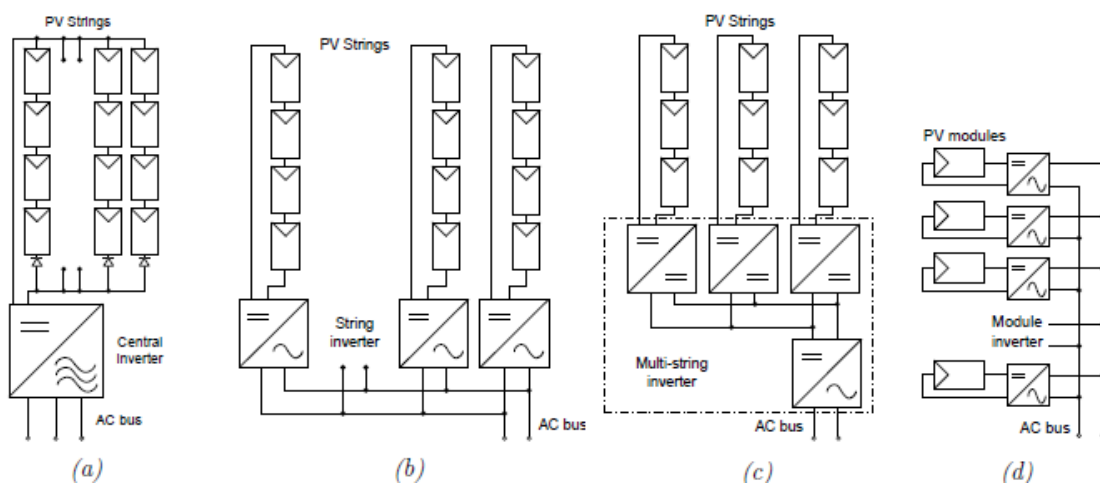 PV Strings
Central
Inverter
AC bus
(a)
PV Strings
String
inverter
AC bus
(b)
PV Strings
Multi-string
inverter
AC bus
(c)
PV modules
Module
inverter
AC bus
(d)